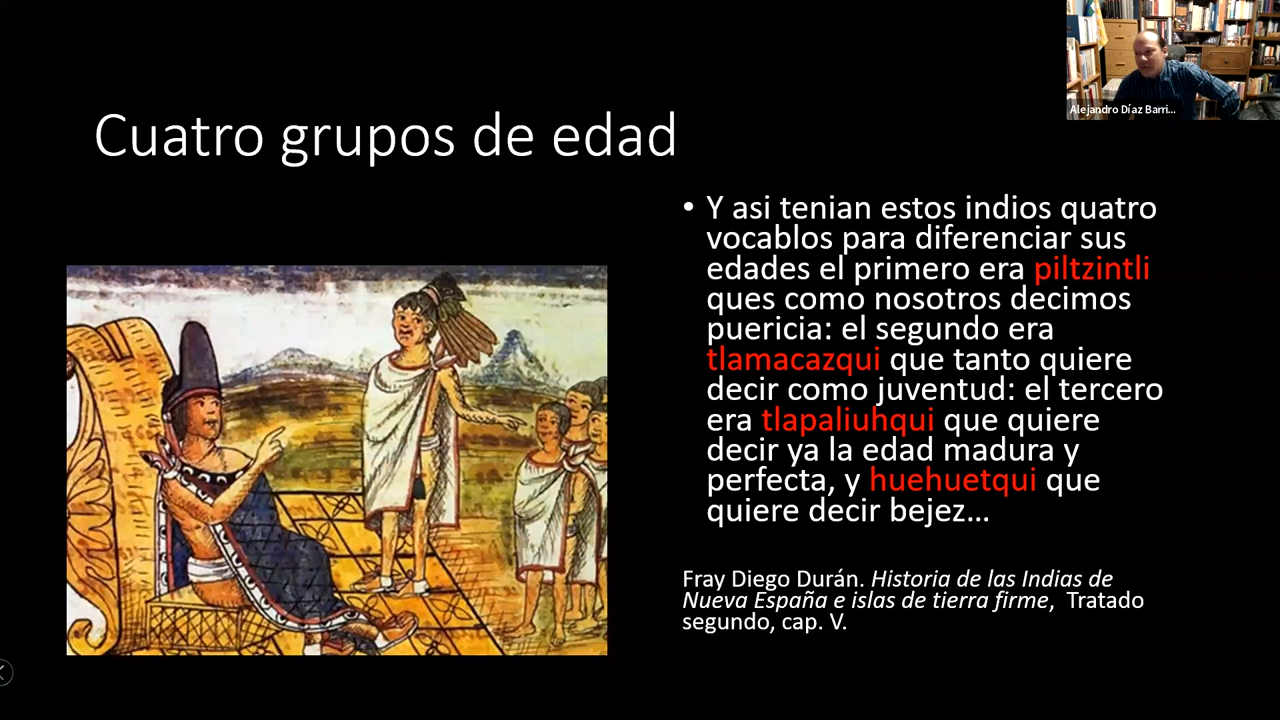 Alejandro Díaz Barri...
Cuatro grupos de edad
• Y asi tenian estos indios quatro
vocablos para diferenciar sus
edades el primero era piltzintli
ques como nosotros decimos
puericia: el segundo era
tlamacazqui que tanto quiere
decir como juventud: el tercero
era tlapaliuhqui que quiere
decir ya la edad madura y
perfecta, y huehuetqui que
quiere decir bejez…
Fray Diego Durán. Historia de las Indias de
Nueva España e islas de tierra firme, Tratado
segundo, cap. V.